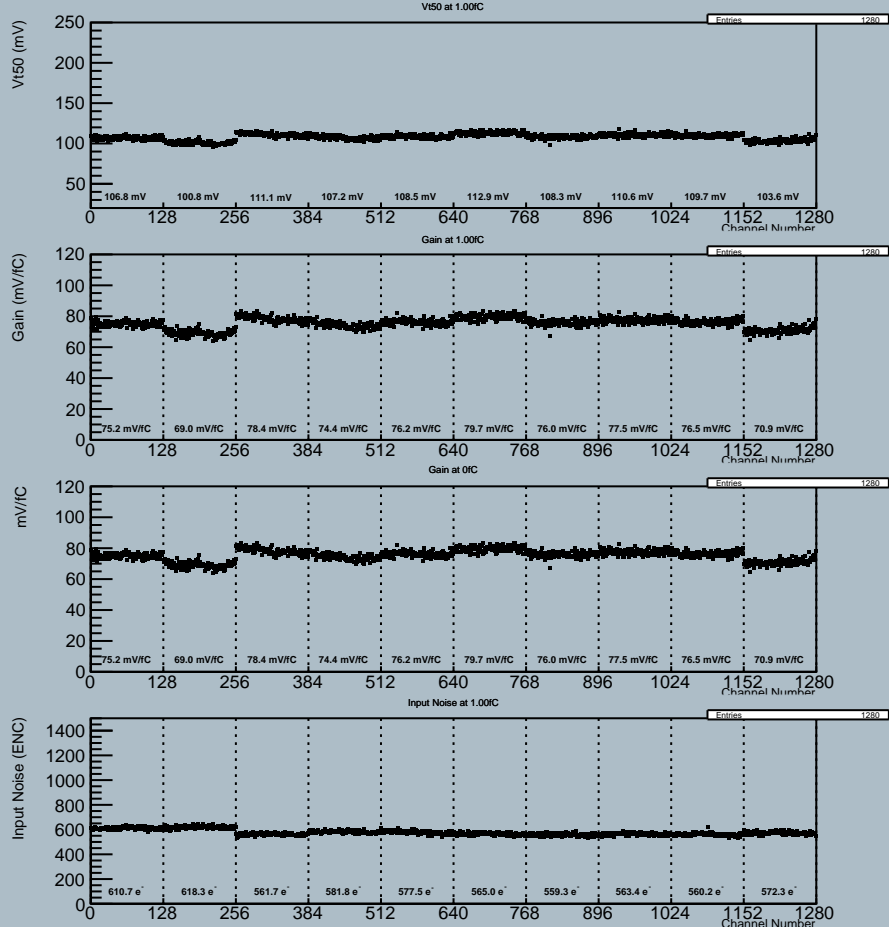 Vt50 at 1.00fC
Entries 1280
Vt50 (mV)
250
200
150
100
50
106.8 mV 100.8 mV 111.1 mV 107.2 mV 108.5 mV 112.9 mV 108.3 mV 110.6 mV 109.7 mV 103.6 mV
0 128 256 384 512 640 768 896 1024 1152 1280
Channel Number
Gain at 1.00fC
Entries 1280
Gain (mV/fC)
120
100
80
60
40
20
0
75.2 mV/fC 69.0 mV/fC 78.4 mV/fC 74.4 mV/fC 76.2 mV/fC 79.7 mV/fC 76.0 mV/fC 77.5 mV/fC 76.5 mV/fC 70.9 mV/fC
0 128 256 384 512 640 768 896 1024 1152 1280
Channel Number
Gain at 0fC
Entries 1280
mV/fC
120
100
80
60
40
20
0
75.2 mV/fC 69.0 mV/fC 78.4 mV/fC 74.4 mV/fC 76.2 mV/fC 79.7 mV/fC 76.0 mV/fC 77.5 mV/fC 76.5 mV/fC 70.9 mV/fC
0 128 256 384 512 640 768 896 1024 1152 1280
Channel Number
Input Noise at 1.00fC
Entries 1280
Input Noise (ENC)
1400
1200
1000
800
600
400
200
0
610.7 e⁻ 618.3 e⁻ 561.7 e⁻ 581.8 e⁻ 577.5 e⁻ 565.0 e⁻ 559.3 e⁻ 563.4 e⁻ 560.2 e⁻ 572.3 e⁻
0 128 256 384 512 640 768 896 1024 1152 1280
Channel Number